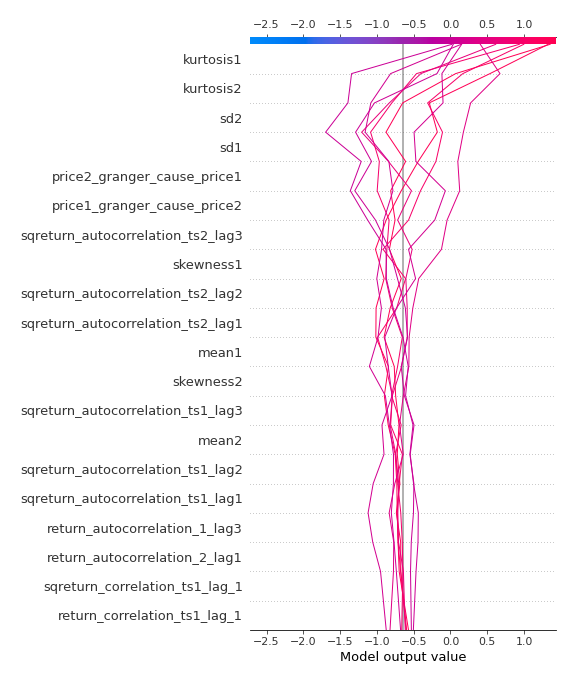 −2.5 −2.0 −1.5 −1.0 −0.5 0.0 0.5 1.0
kurtosis1
kurtosis2
sd2
sd1
price2_granger_cause_price1
price1_granger_cause_price2
sqreturn_autocorrelation_ts2_lag3
skewness1
sqreturn_autocorrelation_ts2_lag2
sqreturn_autocorrelation_ts2_lag1
mean1
skewness2
sqreturn_autocorrelation_ts1_lag3
mean2
sqreturn_autocorrelation_ts1_lag2
sqreturn_autocorrelation_ts1_lag1
return_autocorrelation_1_lag3
return_autocorrelation_2_lag1
sqreturn_correlation_ts1_lag_1
return_correlation_ts1_lag_1
−2.5 −2.0 −1.5 −1.0 −0.5 0.0 0.5 1.0
Model output value